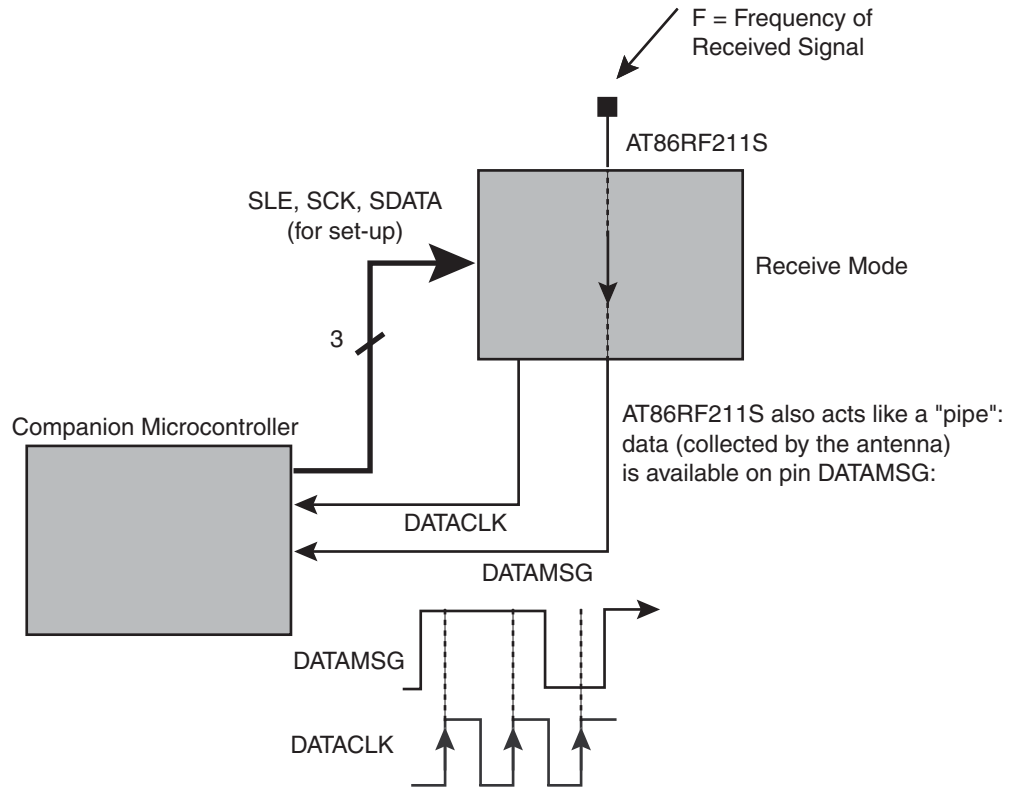 F = Frequency of
Received Signal
AT86RF211S
SLE, SCK, SDATA
(for set-up)
Receive Mode
3
AT86RF211S also acts like a "pipe":
data (collected by the antenna)
is available on pin DATAMSG:
Companion Microcontroller
DATACLK
DATAMSG
DATAMSG
DATACLK